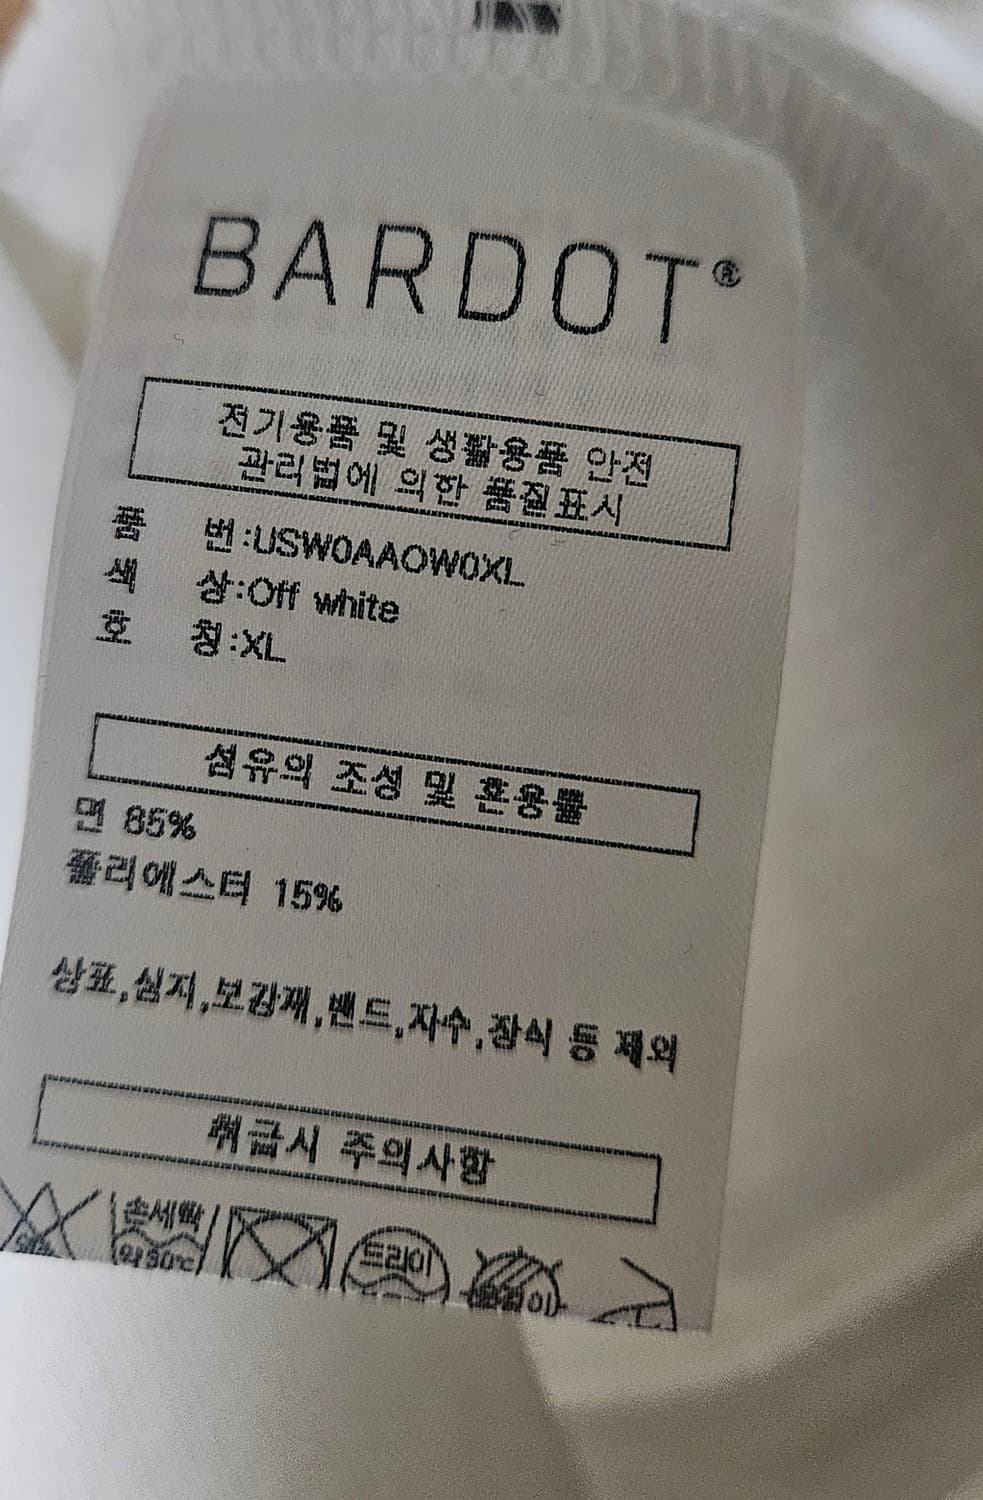 BARDOT®
전기용품 및 생활용품 안전
관리법에 의한 품질표시
품 번:USW0AAOW0XL
색 상:Off white
호 칭:XL
섬유의 조성 및 혼용률
면 85%
폴리에스터 15%
상표,심지,보강재,밴드,자수,장식 등 제외
취급시 주의사항
손세탁
약30℃
드라이